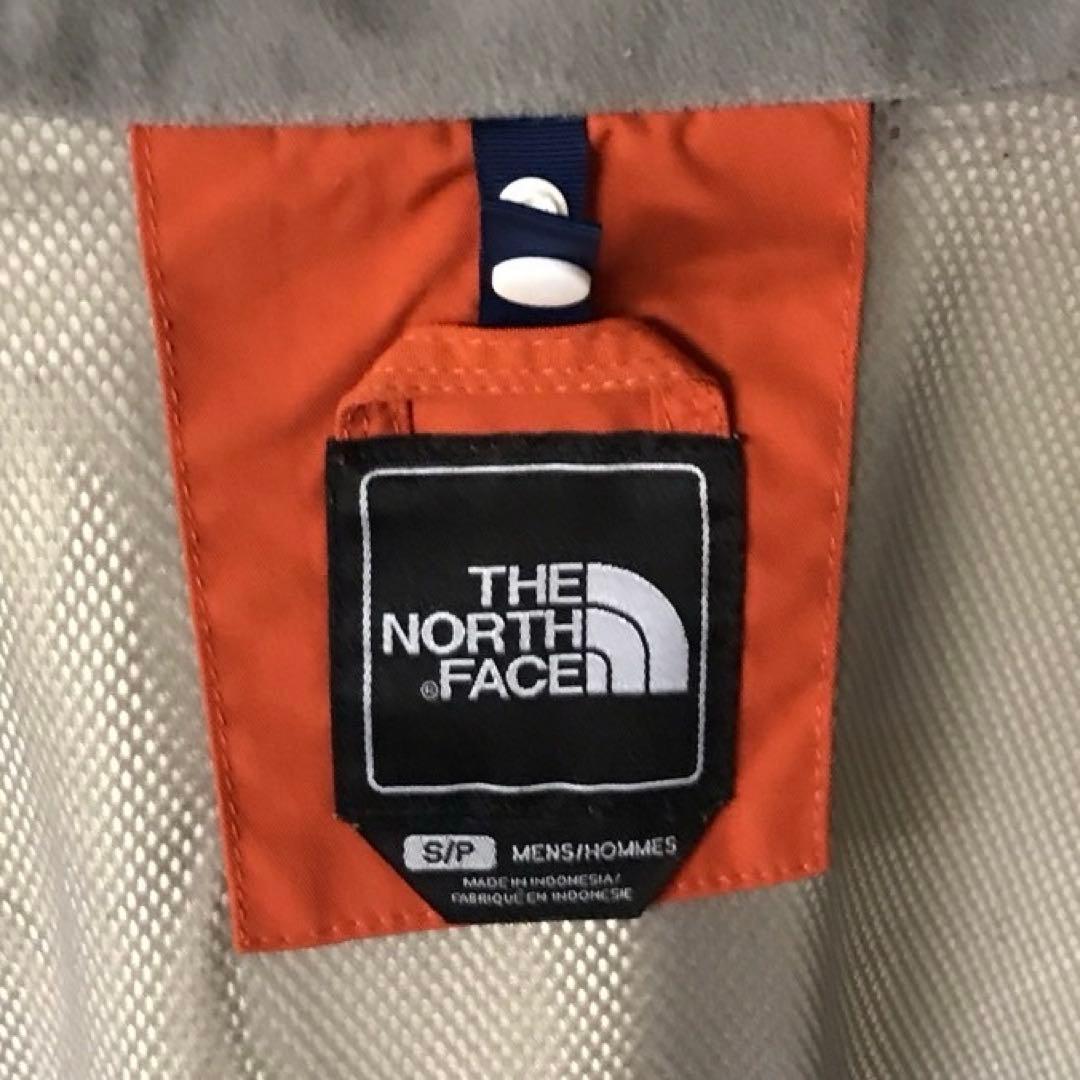 THE
NORTH
®FACE
S/P MENS/HOMMES
MADE IN INDONESIA/
FABRIQUÉ EN INDONESIE